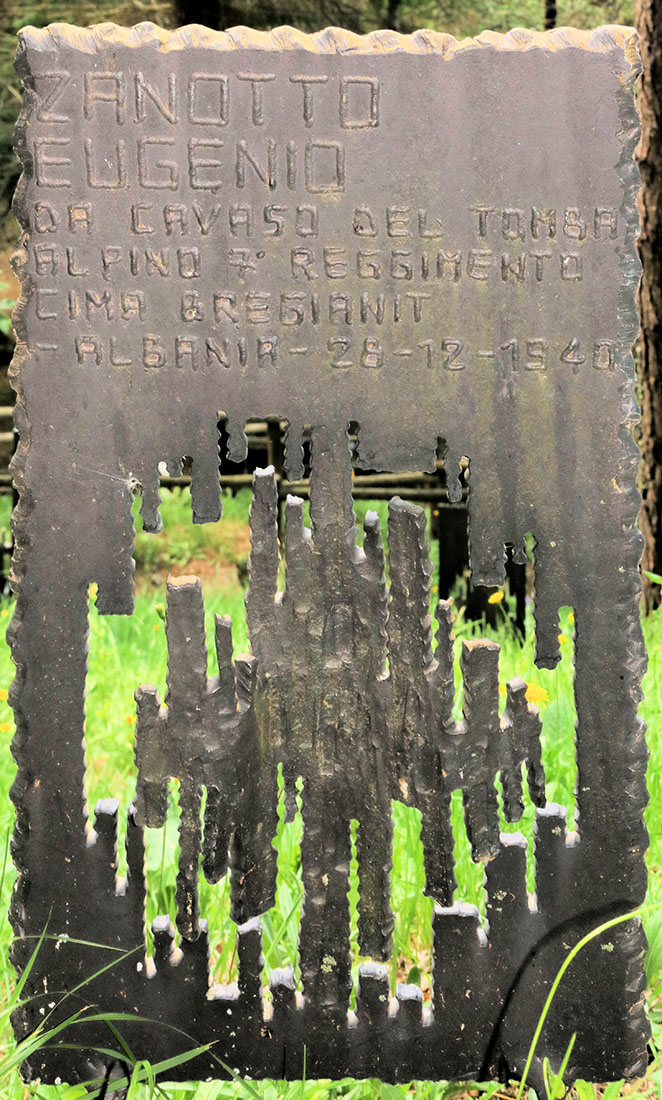 ZANOTTO
EUGENIO
DA CAVASO DEL TOMBA
ALPINO 7° REGGIMENTO
CIMA BREGIANIT
- ALBANIA - 28-12-1940